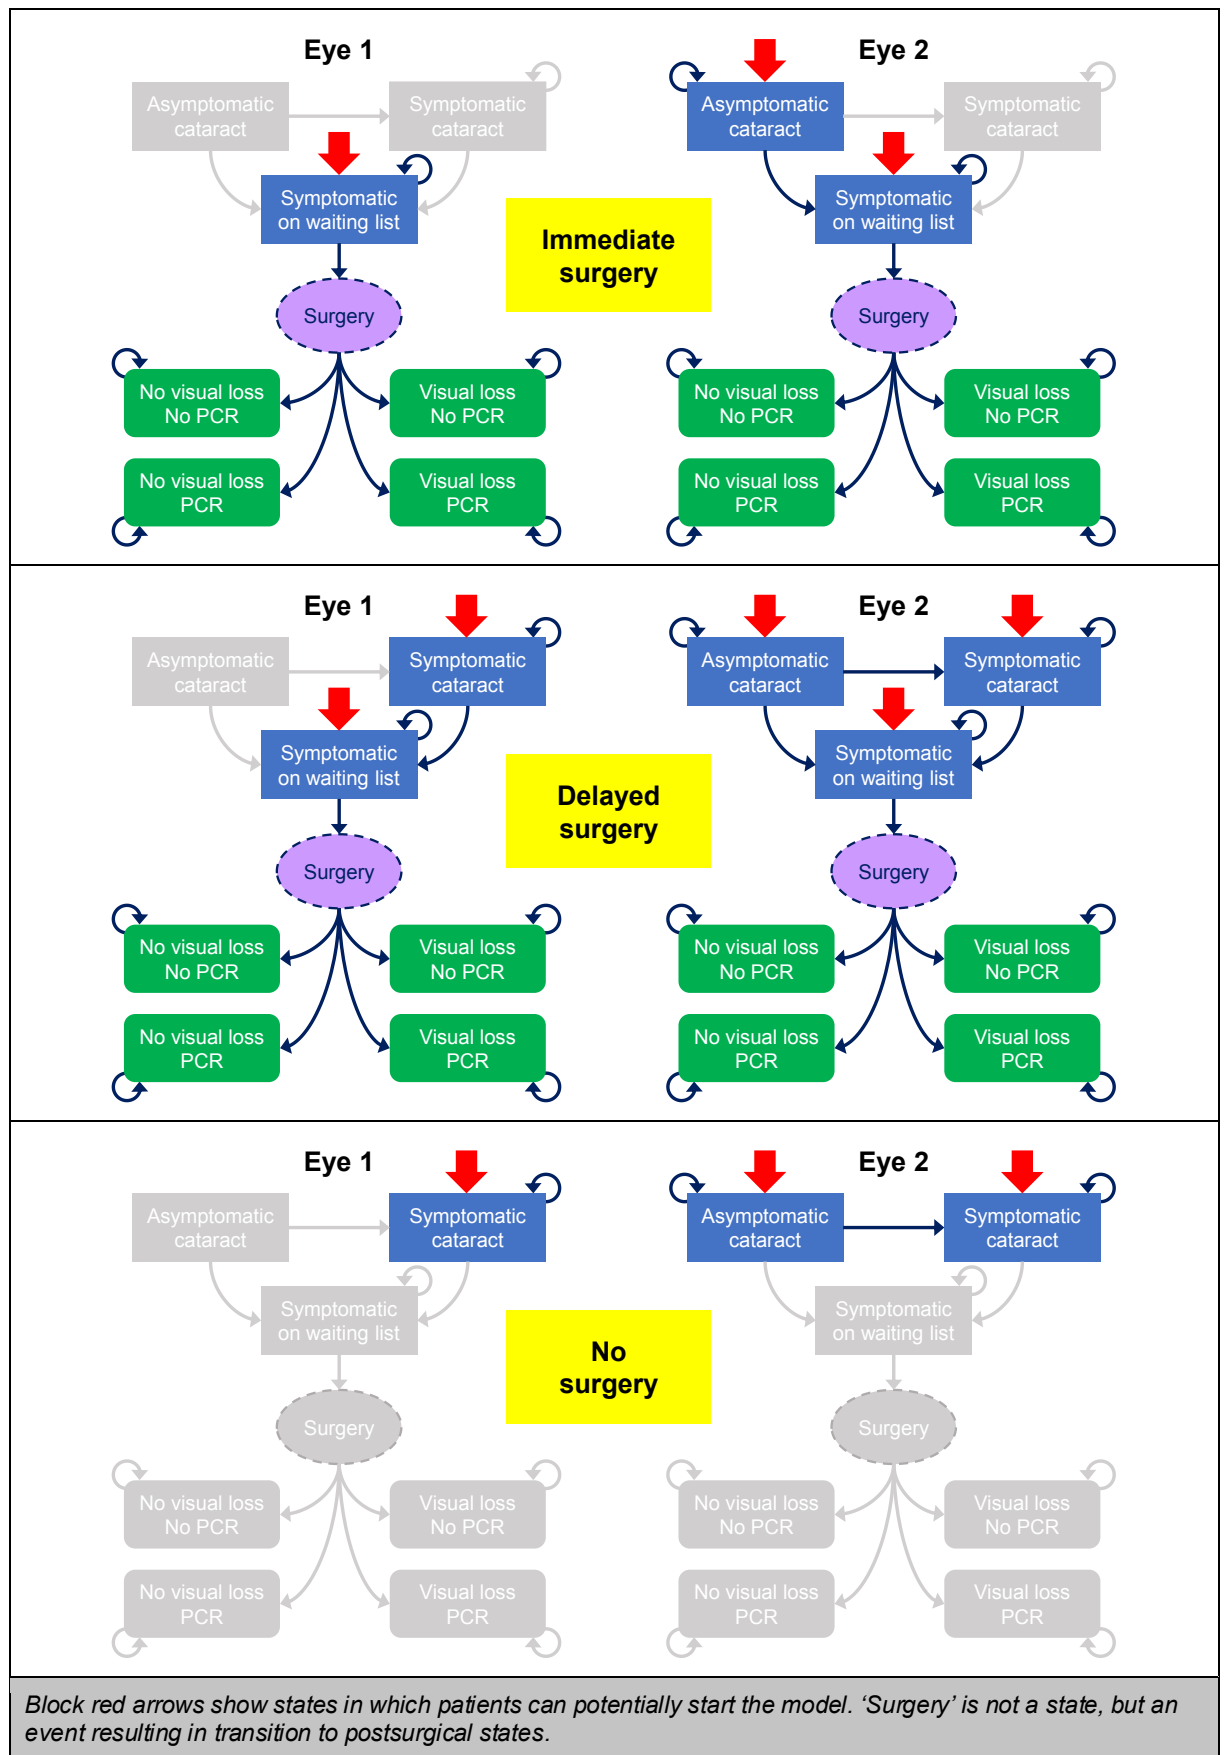 Eye 1
Eye 2
Asymptomatic
cataract
Symptomatic
cataract
Asymptomatic
cataract
Symptomatic
cataract
Symptomatic
on waiting list
Symptomatic
on waiting list
Immediate
surgery
Surgery
Surgery
No visual loss
No PCR
Visual loss
No PCR
No visual loss
No PCR
Visual loss
No PCR
No visual loss
PCR
Visual loss
PCR
No visual loss
PCR
Visual loss
PCR
Eye 1
Eye 2
Asymptomatic
cataract
Symptomatic
cataract
Asymptomatic
cataract
Symptomatic
cataract
Symptomatic
on waiting list
Symptomatic
on waiting list
Delayed
surgery
Surgery
Surgery
No visual loss
No PCR
Visual loss
No PCR
No visual loss
No PCR
Visual loss
No PCR
No visual loss
PCR
Visual loss
PCR
No visual loss
PCR
Visual loss
PCR
Eye 1
Eye 2
Asymptomatic
cataract
Symptomatic
cataract
Asymptomatic
cataract
Symptomatic
cataract
Symptomatic
on waiting list
Symptomatic
on waiting list
No
surgery
Surgery
Surgery
No visual loss
No PCR
Visual loss
No PCR
No visual loss
No PCR
Visual loss
No PCR
No visual loss
PCR
Visual loss
PCR
No visual loss
PCR
Visual loss
PCR
Block red arrows show states in which patients can potentially start the model. ‘Surgery’ is not a state, but an
event resulting in transition to postsurgical states.